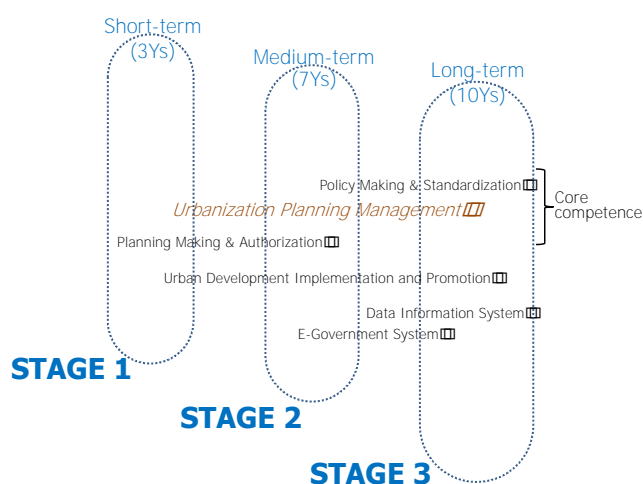 Short-term
(3Ys)
Medium-term
(7Ys)
Long-term
(10Ys)
Policy Making & Standardization
Core
competence
Urbanization Planning Management
Planning Making & Authorization
Urban Development Implementation and Promotion
Data Information System
E-Government System
STAGE 1
STAGE 2
STAGE 3